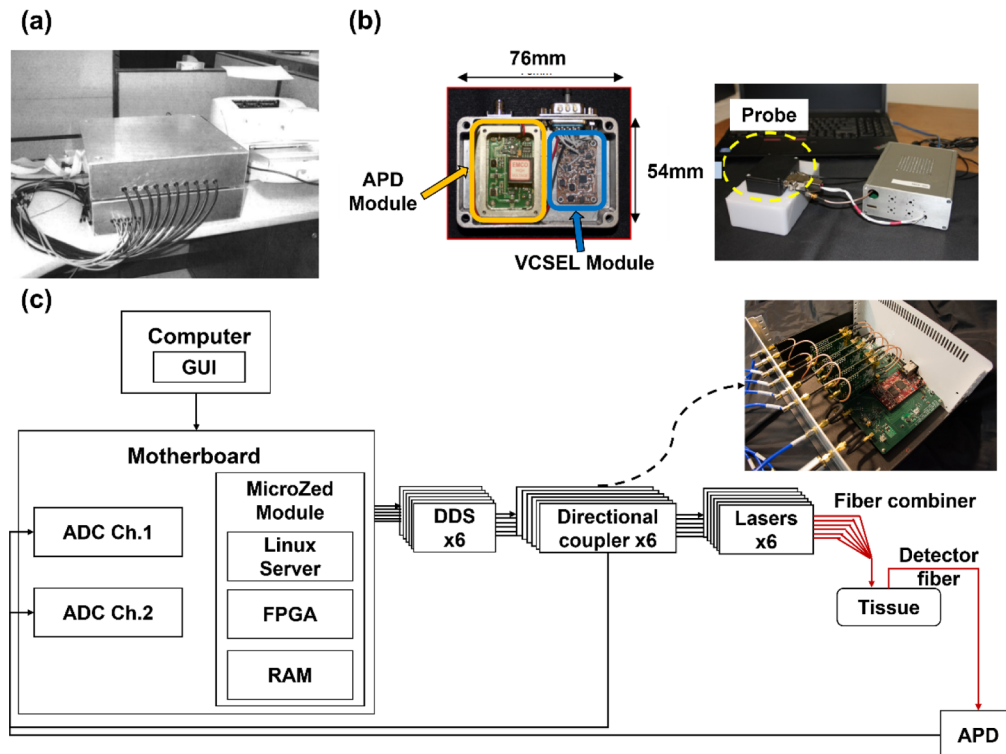 (a)
(b)
76mm
Probe
APD
Module
EMCO
54mm
VCSEL Module
(c)
Computer
GUI
Motherboard
MicroZed
Module
ADC Ch.1
Linux
Server
ADC Ch.2
FPGA
RAM
DDS
x6
Directional
coupler x6
Lasers
x6
Fiber combiner
Detector
fiber
Tissue
APD